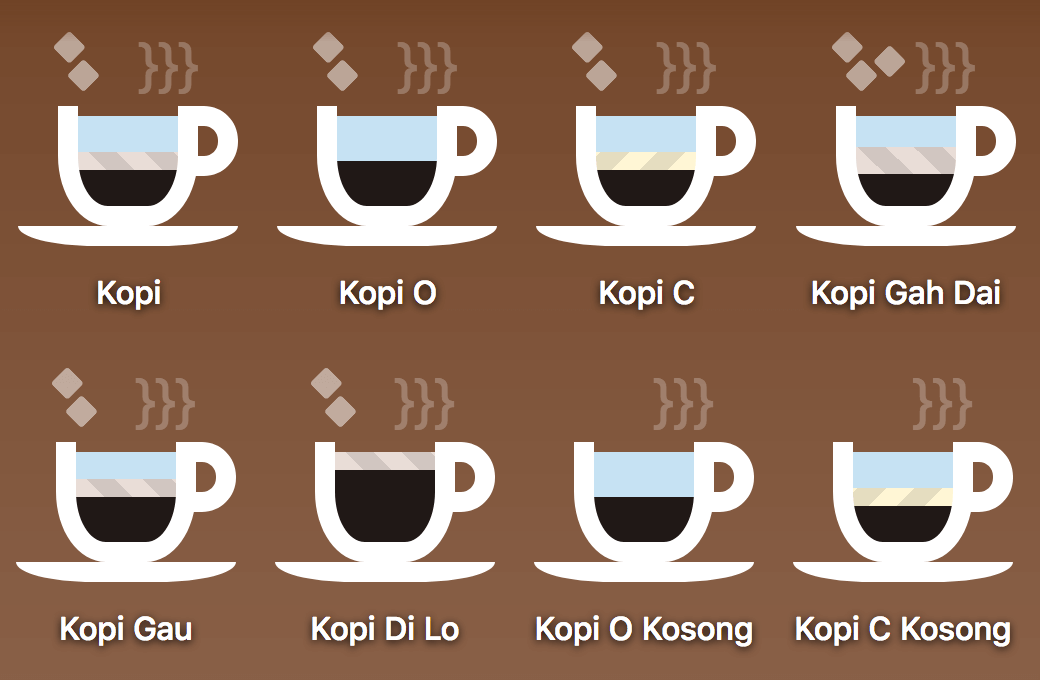 Kopi
Kopi O
Kopi C
Kopi Gah Dai
Kopi Gau
Kopi Di Lo
Kopi O Kosong
Kopi C Kosong